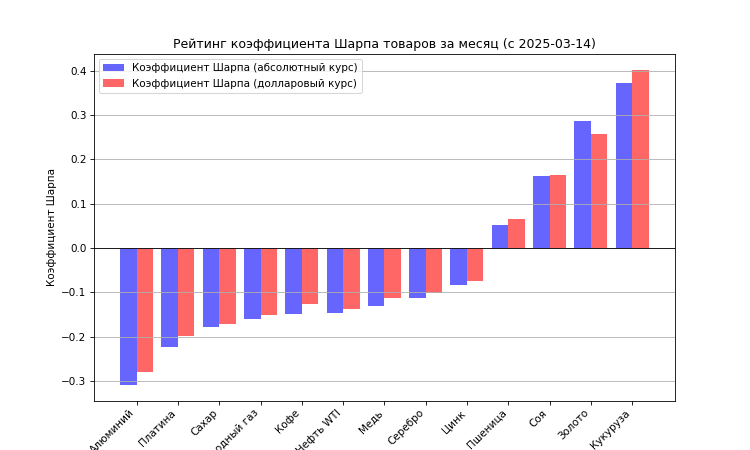 Рейтинг коэффициента Шарпа товаров за месяц (с 2025-03-14)
Коэффициент Шарпа (абсолютный курс)
Коэффициент Шарпа (долларовый курс)
Коэффициент Шарпа
0.4
0.3
0.2
0.1
0.0
−0.1
−0.2
−0.3
Алюминий
Платина
Сахар
газ
Кофе
Нефть WTI
Медь
Серебро
Цинк
Пшеница
Соя
Золото
Кукуруза